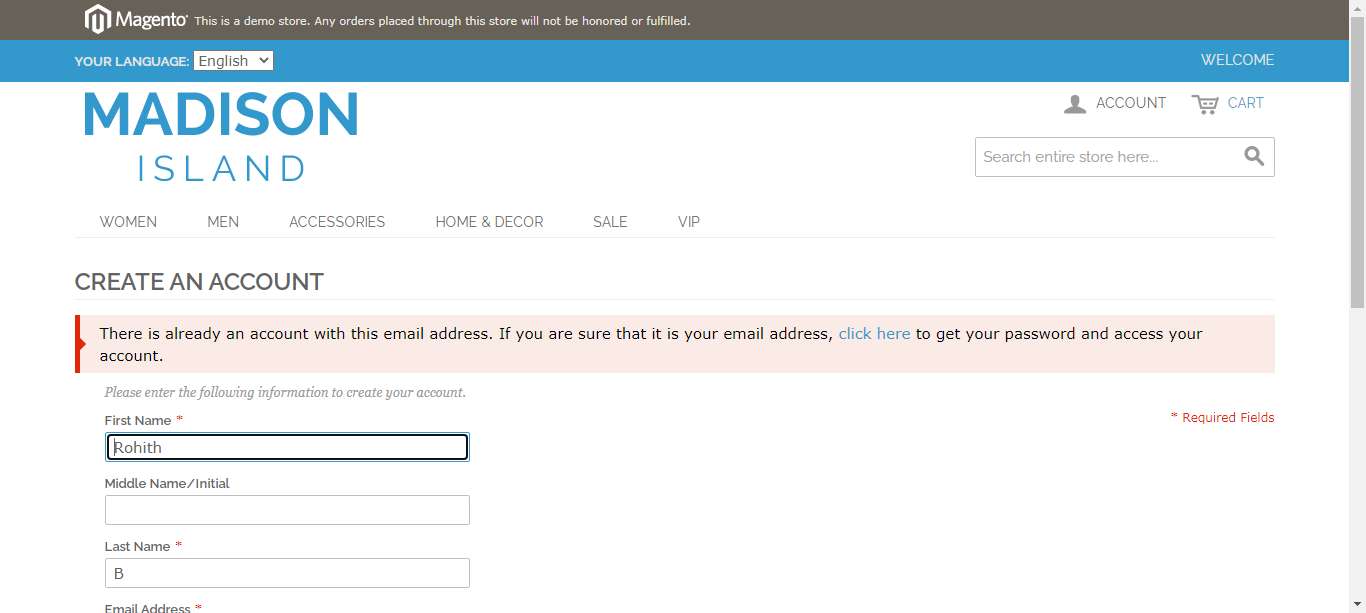 Magento This is a demo store. Any orders placed through this store will not be honored or fulfilled.
YOUR LANGUAGE: English WELCOME
MADISON
ISLAND
ACCOUNT CART
Search entire store here...
WOMEN MEN ACCESSORIES HOME & DECOR SALE VIP
CREATE AN ACCOUNT
There is already an account with this email address. If you are sure that it is your email address, click here to get your password and access your
account.
Please enter the following information to create your account.
* Required Fields
First Name *
Rohith
Middle Name/Initial
Last Name *
B
Email Address *